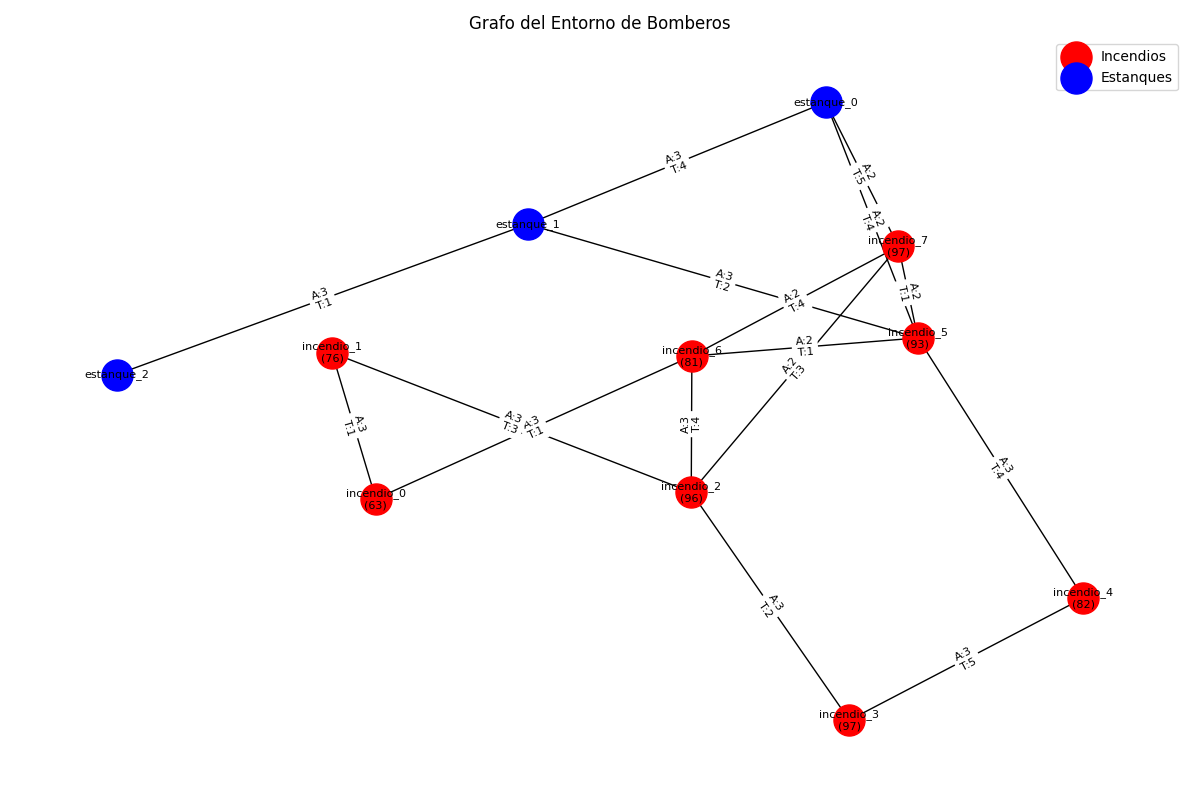 Grafo del Entorno de Bomberos
Incendios
Estanques
estanque_0
A:3
T:4
A:2
T:5
A:2
T:4
estanque_1
incendio_7
(97)
A:3
T:2
A:2
T:1
A:3
T:1
A:2
T:4
incendio_5
(93)
incendio_1
(76)
A:2
T:1
incendio_6
(81)
A:2
T:3
estanque_2
A:3
T:1
A:3
T:3
A:3
T:1
A:3
T:4
A:3
T:4
incendio_2
(96)
incendio_0
(63)
incendio_4
(82)
A:3
T:2
A:3
T:5
incendio_3
(97)